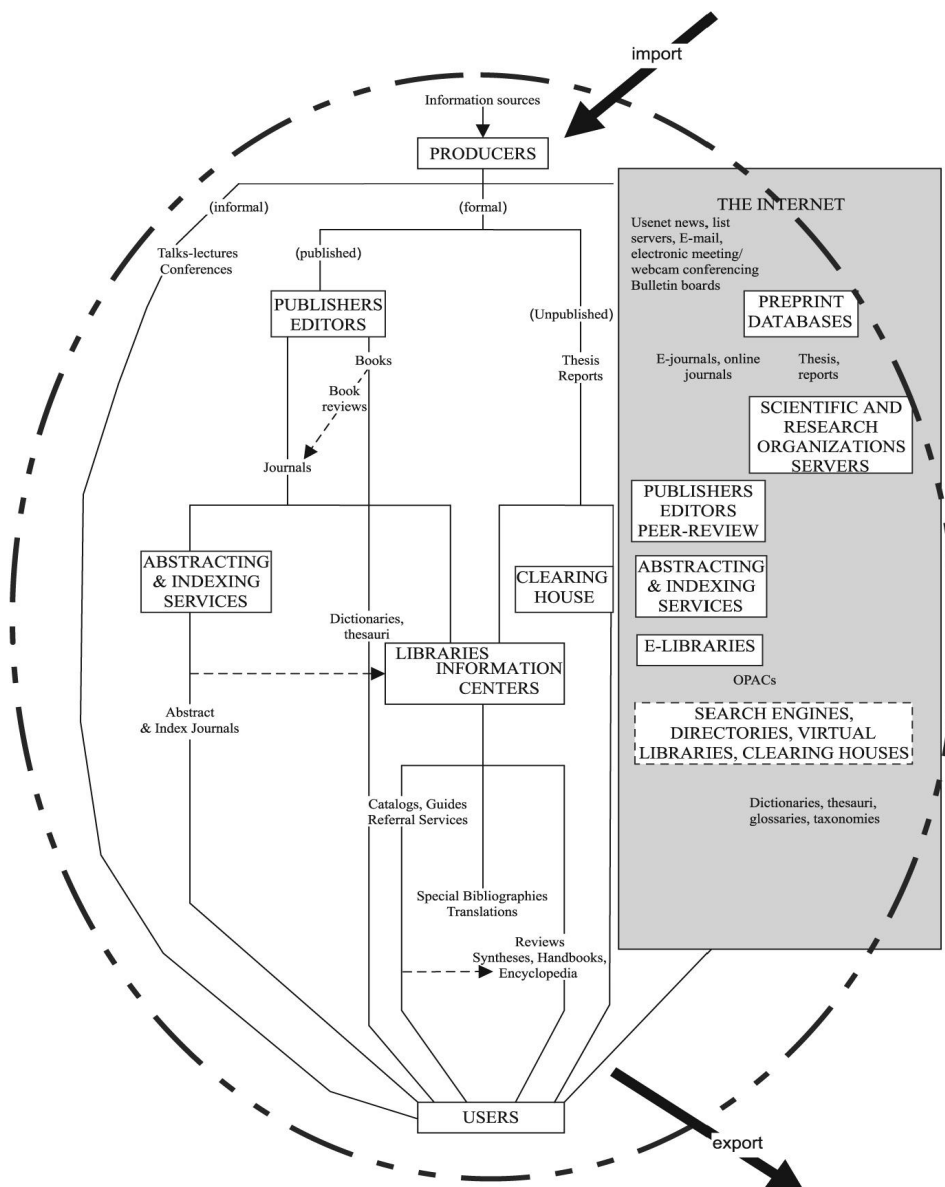 import
Information sources
PRODUCERS
(informal)
(formal)
Talks-lectures
Conferences
(published)
PUBLISHERS
EDITORS
(Unpublished)
Books
Thesis
Reports
Book
reviews
Journals
ABSTRACTING
& INDEXING
SERVICES
CLEARING
HOUSE
Dictionaries,
thesauri
LIBRARIES
INFORMATION
CENTERS
Abstract
& Index Journals
Catalogs, Guides
Referral Services
Special Bibliographies
Translations
Reviews
Syntheses, Handbooks,
Encyclopedia
USERS
THE INTERNET
Usenet news, list
servers, E-mail,
electronic meeting/
webcam conferencing
Bulletin boards
PREPRINT
DATABASES
E-journals, online
journals
Thesis,
reports
SCIENTIFIC AND
RESEARCH
ORGANIZATIONS
SERVERS
PUBLISHERS
EDITORS
PEER-REVIEW
ABSTRACTING
& INDEXING
SERVICES
E-LIBRARIES
OPACs
SEARCH ENGINES,
DIRECTORIES, VIRTUAL
LIBRARIES, CLEARING HOUSES
Dictionaries, thesauri,
glossaries, taxonomies
export